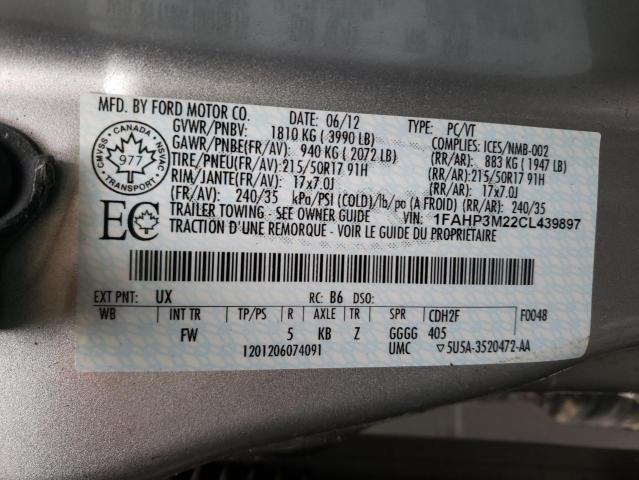 MFD. BY FORD MOTOR CO.
DATE: 06/12
TYPE: PC/VT
GVWR/PNBV: 1810 KG ( 3990 LB)
COMPLIES: ICES/NMB-002
GAWR/PNBE(FR/AV): 940 KG ( 2072 LB)
(RR/AR): 883 KG ( 1947 LB)
TIRE/PNEU(FR/AV): 215/50R17 91H
(RR/AR): 215/50R17 91H
RIM/JANTE(FR/AV): 17x7.0J
(RR/AR): 17x7.0J
(FR/AV): 240/35 kPa/PSI (COLD)/lb/po (A FROID) (RR/AR): 240/35
TRAILER TOWING - SEE OWNER GUIDE
VIN: 1FAHP3M22CL439897
TRACTION D'UNE REMORQUE - VOIR LE GUIDE DU PROPRIÉTAIRE
CMVSS · CANADA · NSVAC
977
TRANSPORT
EC
EXT PNT: UX RC: B6 DSO:
WB INT TR TP/PS R AXLE TR SPR CDH2F F0048
FW 5 KB Z GGGG 405
1201206074091 UMC ▽5U5A-3520472-AA